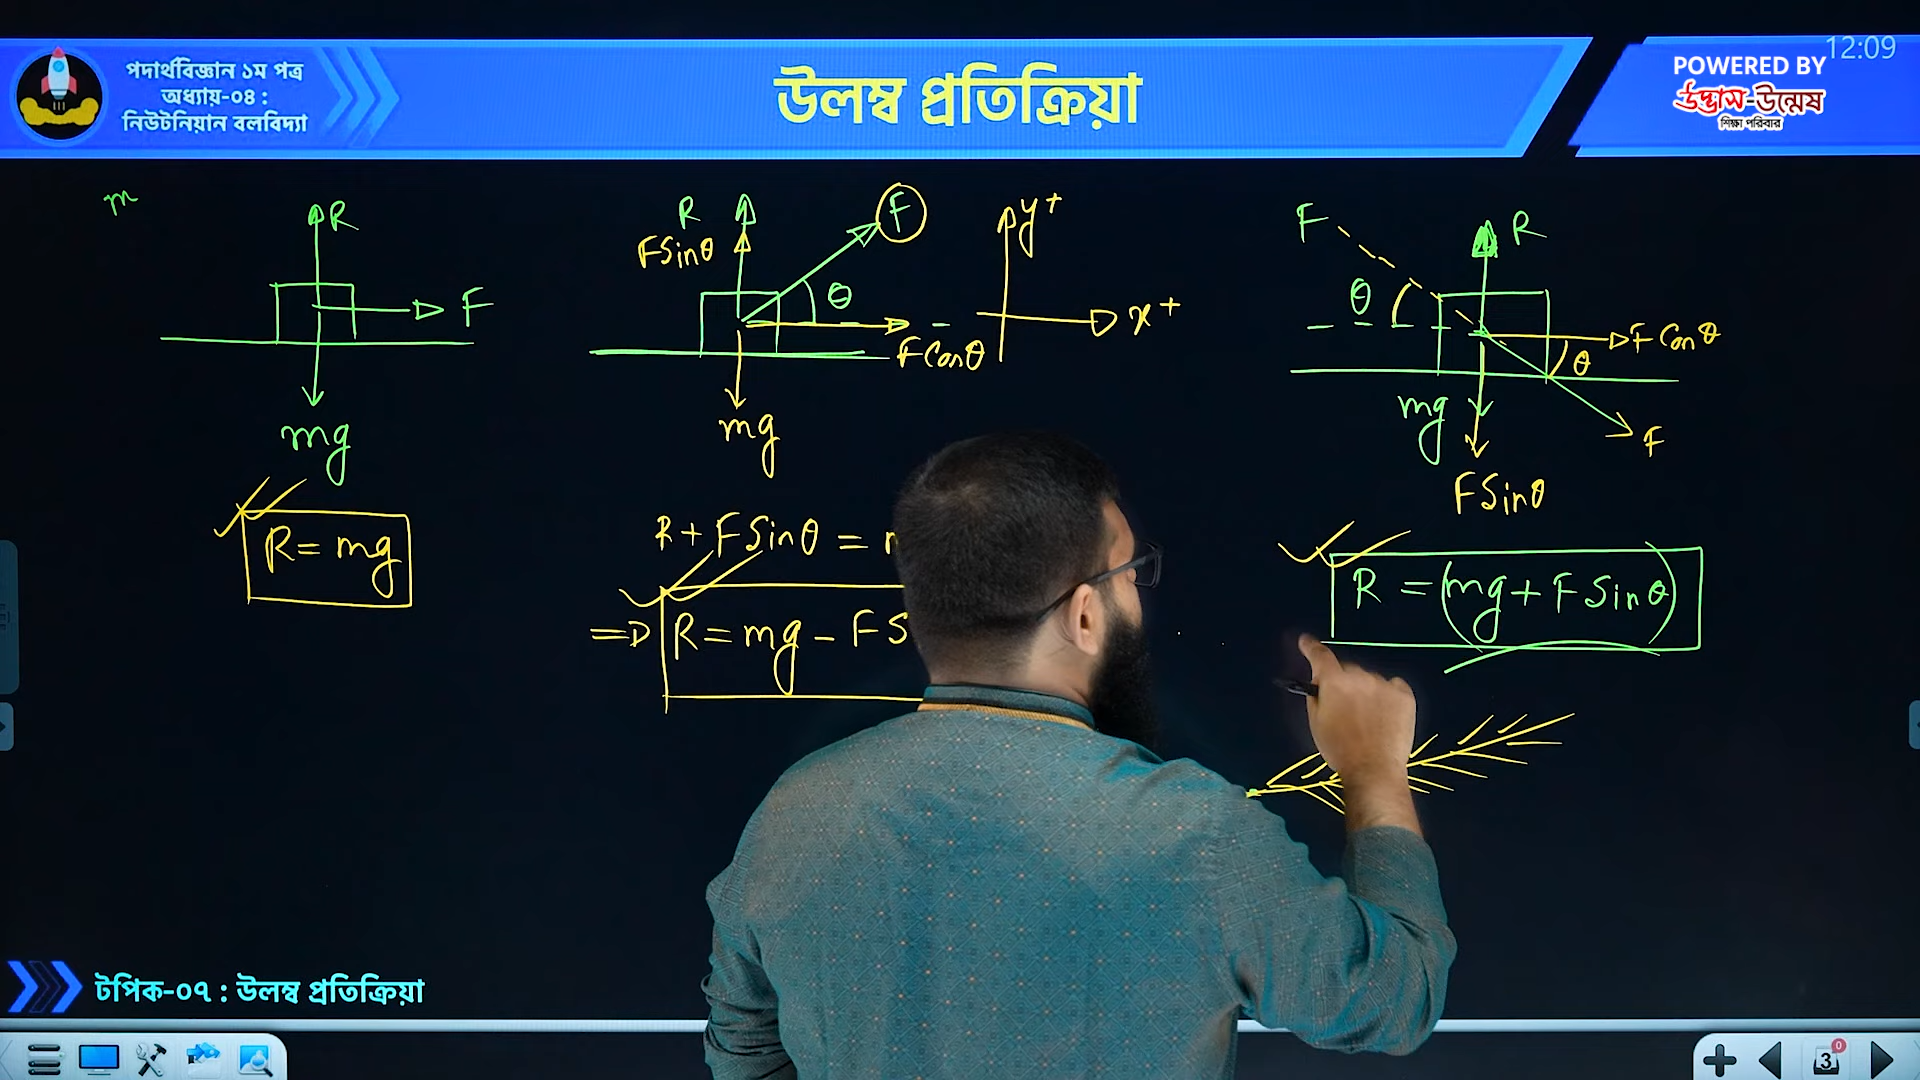 12:09
পদার্থবিজ্ঞান ১ম পত্র
অধ্যায়-০৪ :
নিউটনিয়ান বলবিদ্যা
উলম্ব প্রতিক্রিয়া
POWERED BY
উদ্ভাস-উন্মেষ
শিক্ষা পরিবার
m
R
F
mg
R = mg
R
F Sinθ
F
θ
F Cosθ
mg
y+
x+
R + F Sinθ =
=> R = mg - F S
F
R
θ
F Cosθ
θ
mg
F
F Sinθ
R = (mg + F Sinθ)
টপিক-০৭ : উলম্ব প্রতিক্রিয়া
3
0